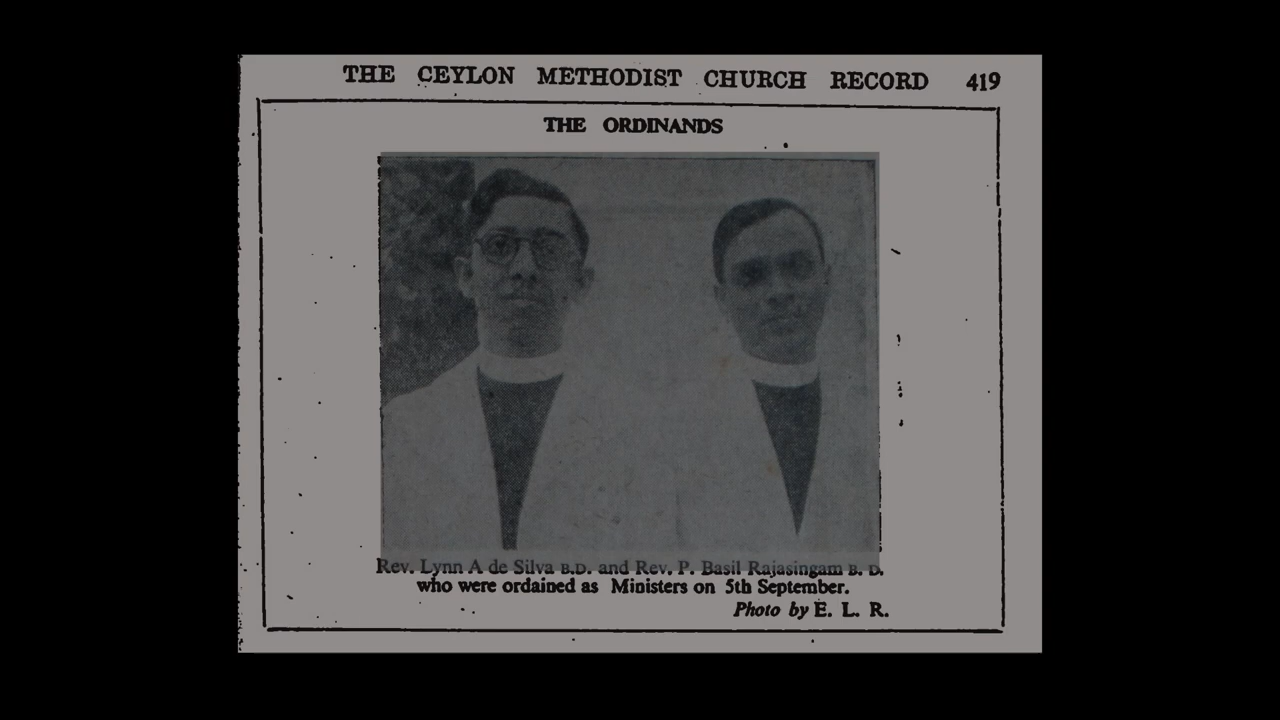 THE CEYLON METHODIST CHURCH RECORD 419
THE ORDINANDS
Rev. Lynn A de Silva B.D. and Rev. P. Basil Rajasingam B. D.
who were ordained as Ministers on 5th September.
Photo by E. L. R.